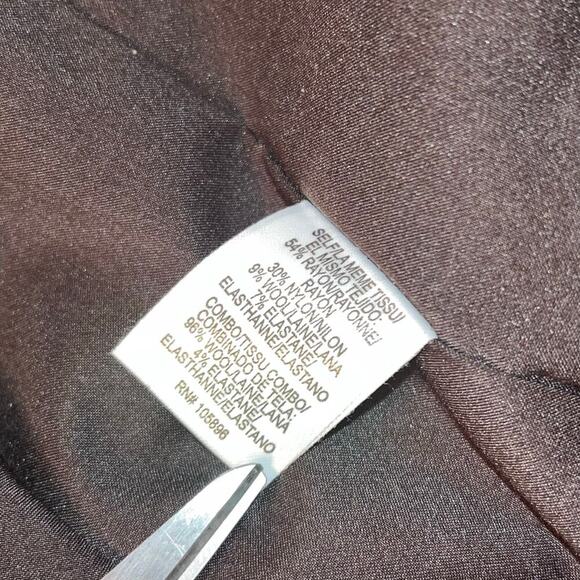 SELF/LA MEME TISSU/
EL MISMO TEJIDO:
54% RAYON/RAYONNE/
RAYON
30% NYLON/NILON
9% WOOL/LAINE/LANA
7% ELASTANE/
ELASTHANNE/ELASTANO
COMBO/TISSU COMBO/
COMBINADO DE TELA:
96% WOOL/LAINE/LANA
4% ELASTANE/
ELASTHANNE/ELASTANO
RN# 105698